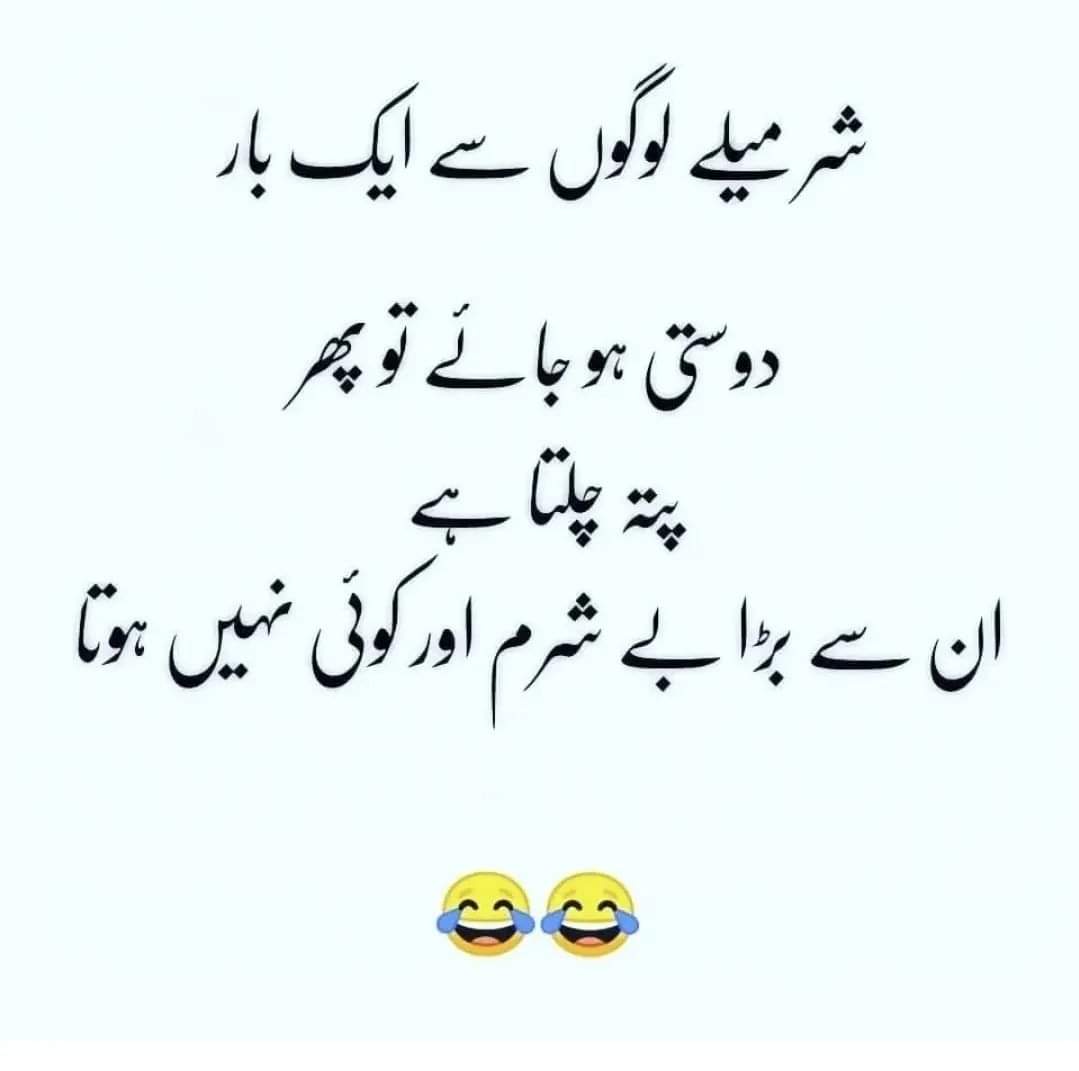 شرمیلے لوگوں سے ایک بار
دوستی ہو جائے تو پھر
پتہ چلتا ہے
ان سے بڑا بے شرم اور کوئی نہیں ہوتا
😂😂